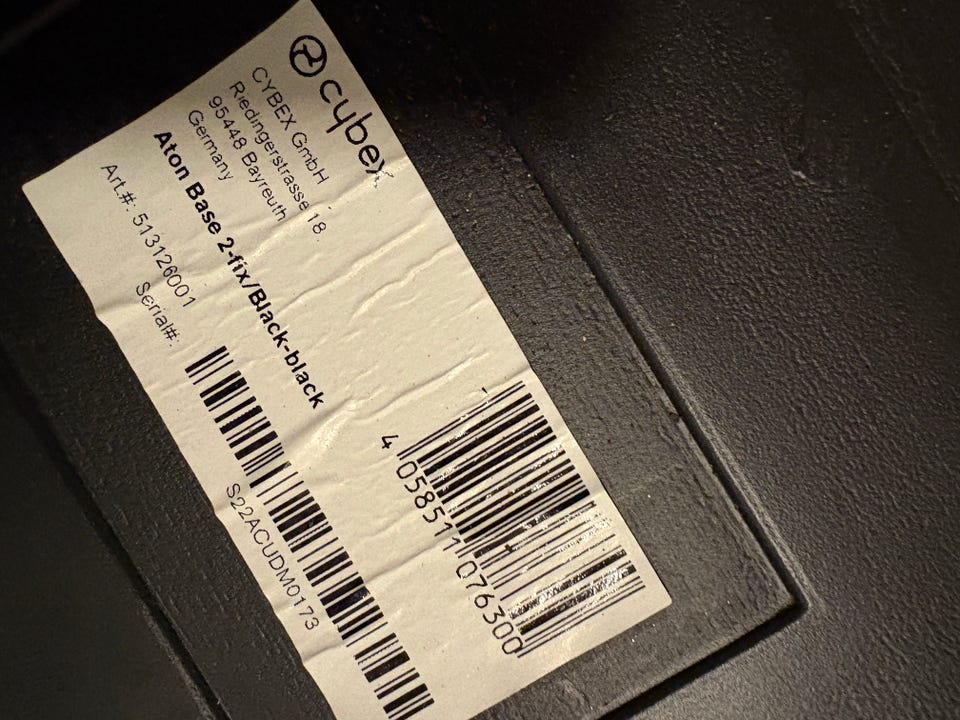 cybex
CYBEX GmbH
Riedingerstrasse 18
95448 Bayreuth
Germany
Aton Base 2-fix/Black-black
Art.#: 513126001
Serial#:
S22ACUDM0173
4 058511 076300